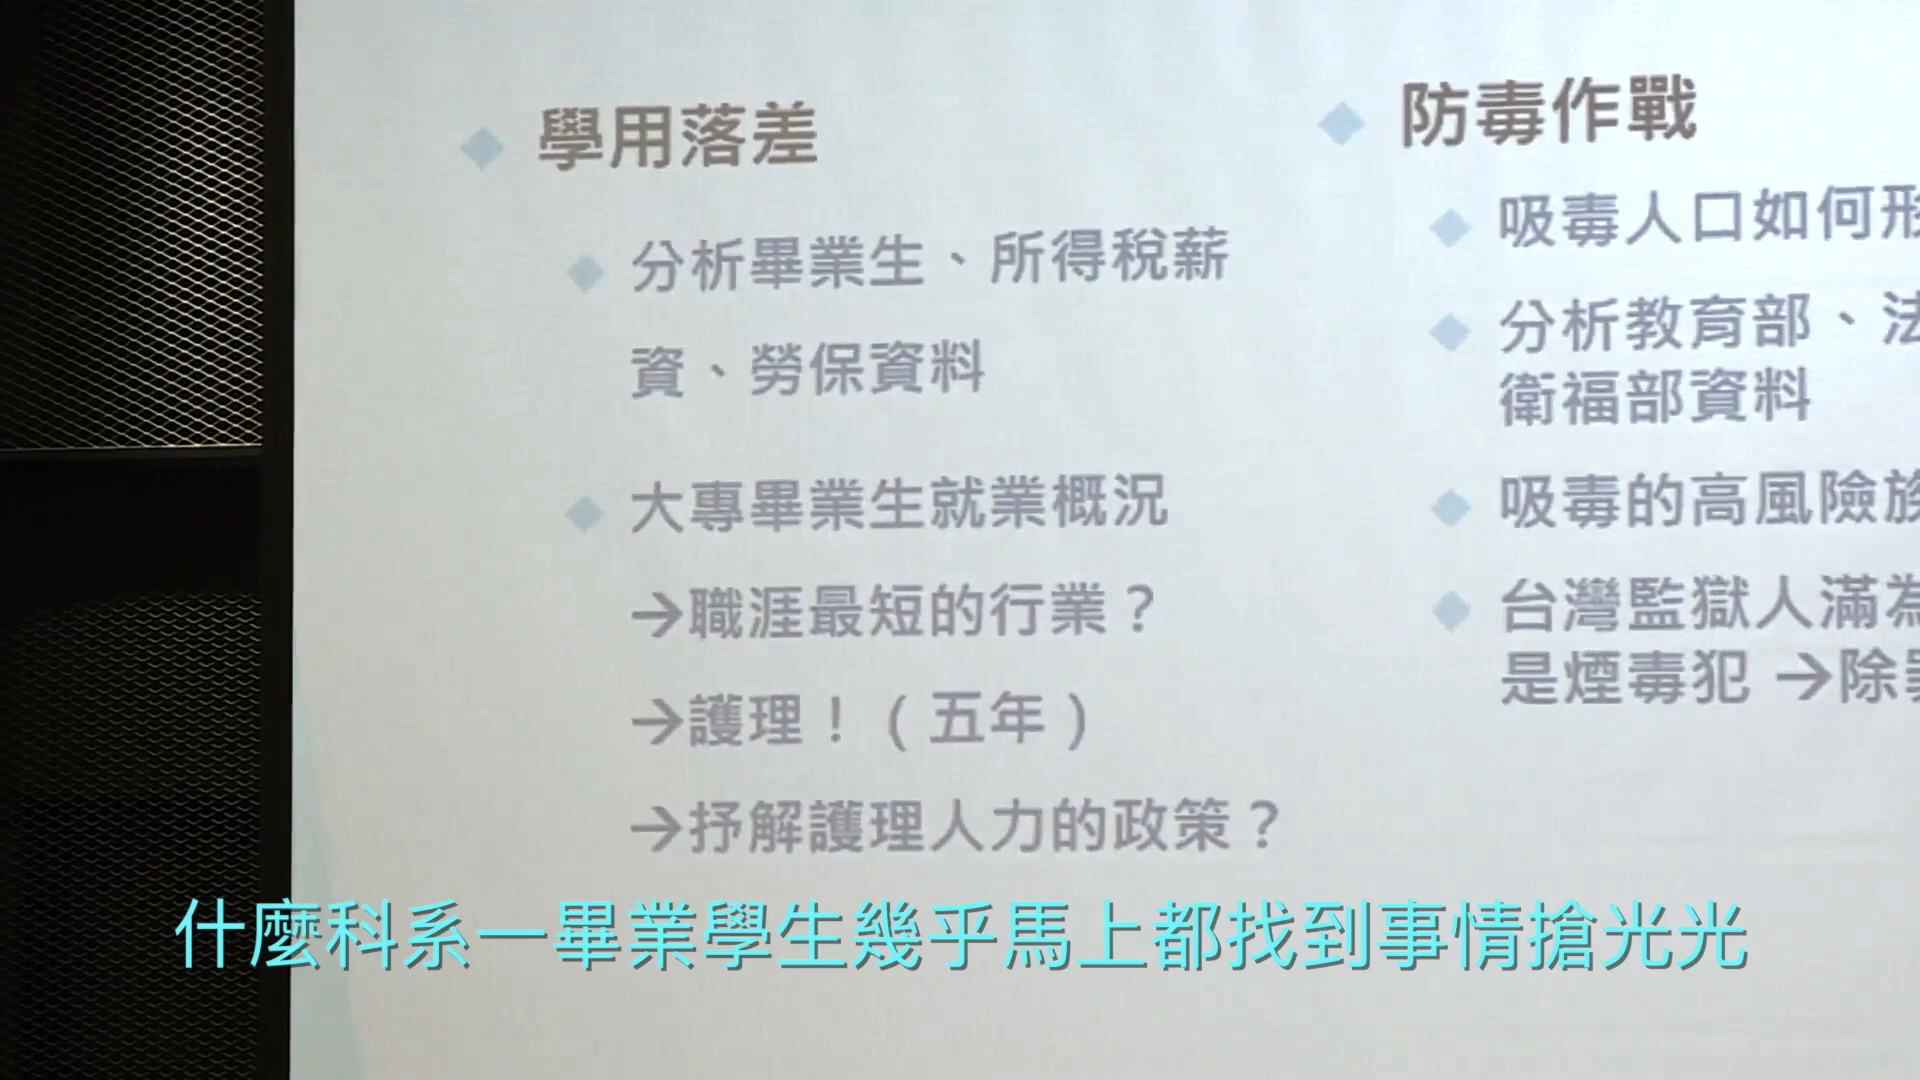 學用落差
分析畢業生、所得稅薪
資、勞保資料
大專畢業生就業概況
→職涯最短的行業？
→護理！（五年）
→抒解護理人力的政策？
防毒作戰
吸毒人口如何形
分析教育部、法
衛福部資料
吸毒的高風險族
台灣監獄人滿為
是煙毒犯 →除罪
什麼科系一畢業學生幾乎馬上都找到事情搶光光